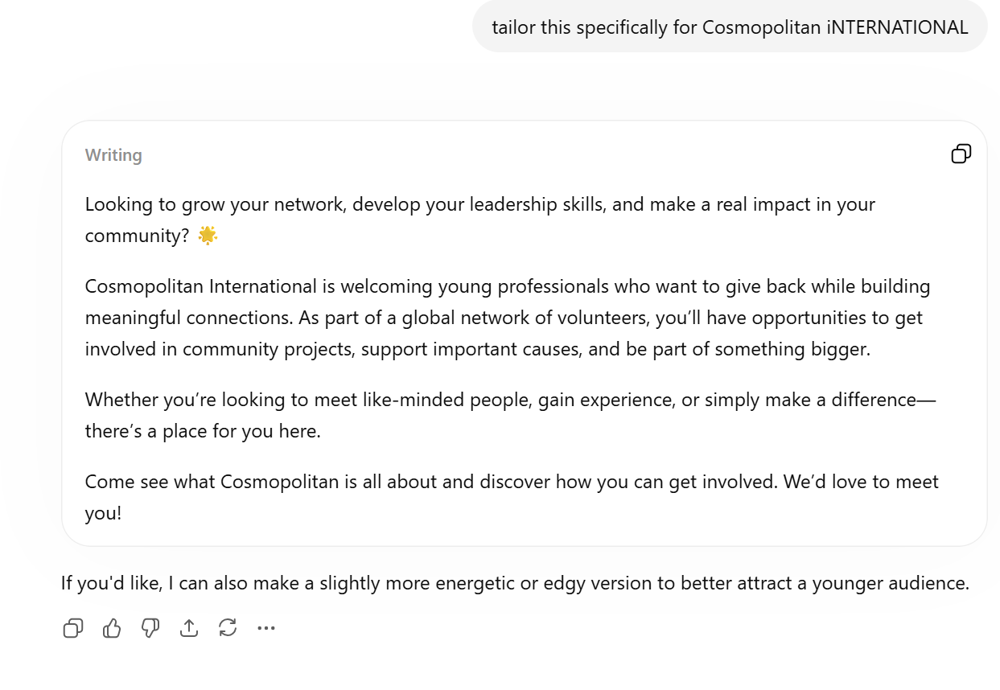 tailor this specifically for Cosmopolitan iNTERNATIONAL
Writing
Looking to grow your network, develop your leadership skills, and make a real impact in your
community? 🌟
Cosmopolitan International is welcoming young professionals who want to give back while building
meaningful connections. As part of a global network of volunteers, you’ll have opportunities to get
involved in community projects, support important causes, and be part of something bigger.
Whether you’re looking to meet like-minded people, gain experience, or simply make a difference—
there’s a place for you here.
Come see what Cosmopolitan is all about and discover how you can get involved. We’d love to meet
you!
If you'd like, I can also make a slightly more energetic or edgy version to better attract a younger audience.